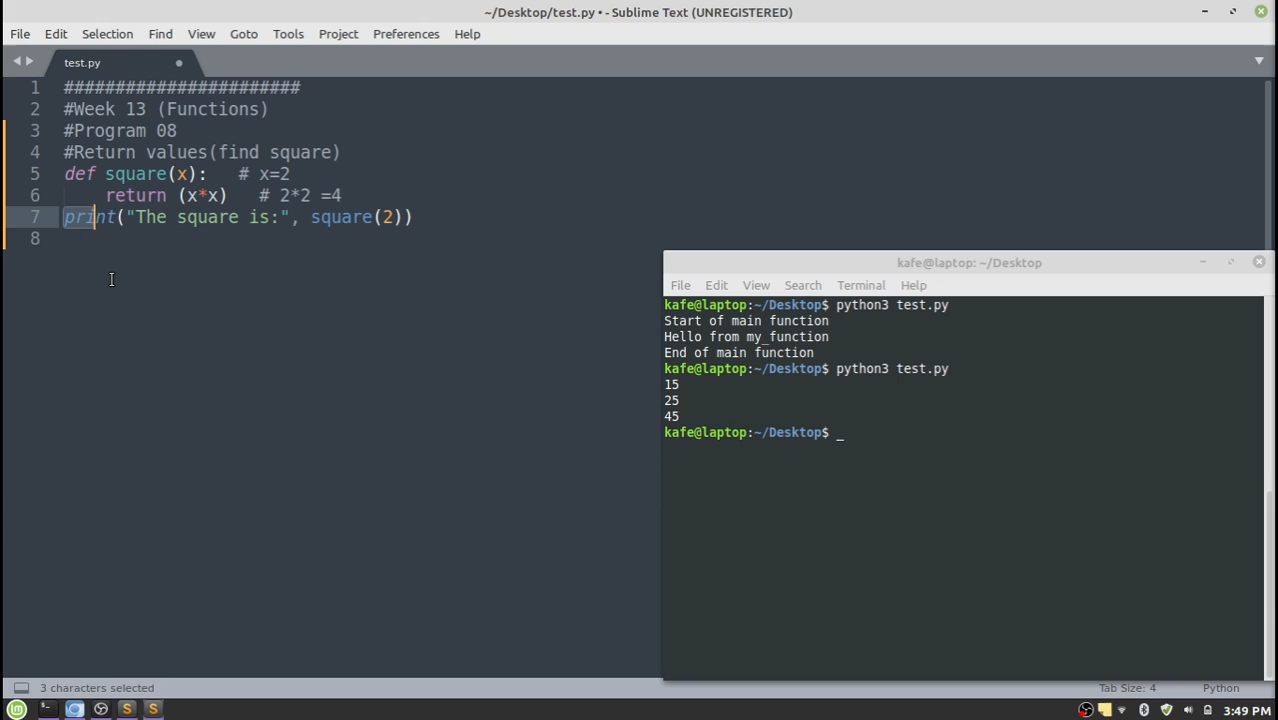 ~/Desktop/test.py • - Sublime Text (UNREGISTERED)
File Edit Selection Find View Goto Tools Project Preferences Help
test.py
1 #######################
2 #Week 13 (Functions)
3 #Program 08
4 #Return values(find square)
5 def square(x):   # x=2
6     return (x*x)   # 2*2 =4
7 print("The square is:", square(2))
8
kafe@laptop: ~/Desktop
File Edit View Search Terminal Help
kafe@laptop:~/Desktop$ python3 test.py
Start of main function
Hello from my_function
End of main function
kafe@laptop:~/Desktop$ python3 test.py
15
25
45
kafe@laptop:~/Desktop$ _
3 characters selected Tab Size: 4 Python
3:49 PM